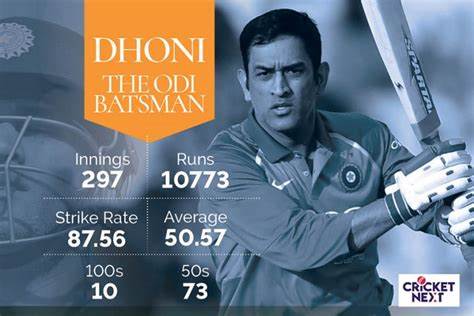 DHONI
THE ODI
BATSMAN
Innings
297
Runs
10773
Strike Rate
87.56
Average
50.57
100s
10
50s
73
CRICKET
NEXT